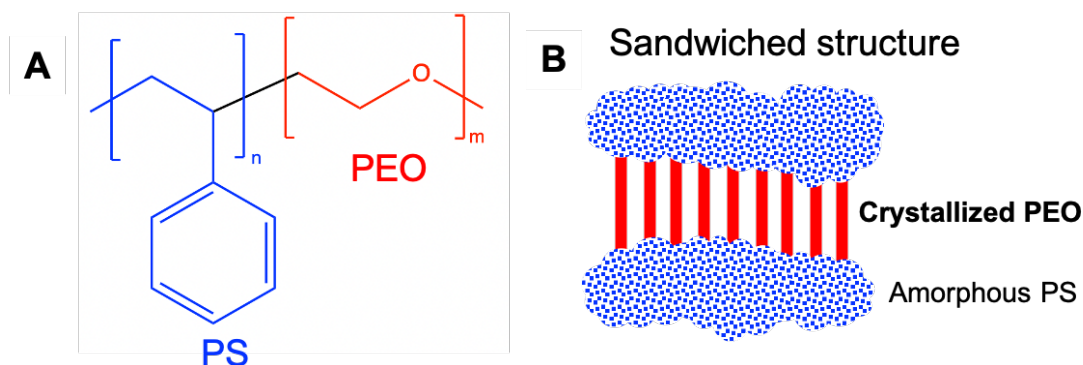 A
O
n
m
PEO
PS
B
Sandwiched structure
Crystallized PEO
Amorphous PS